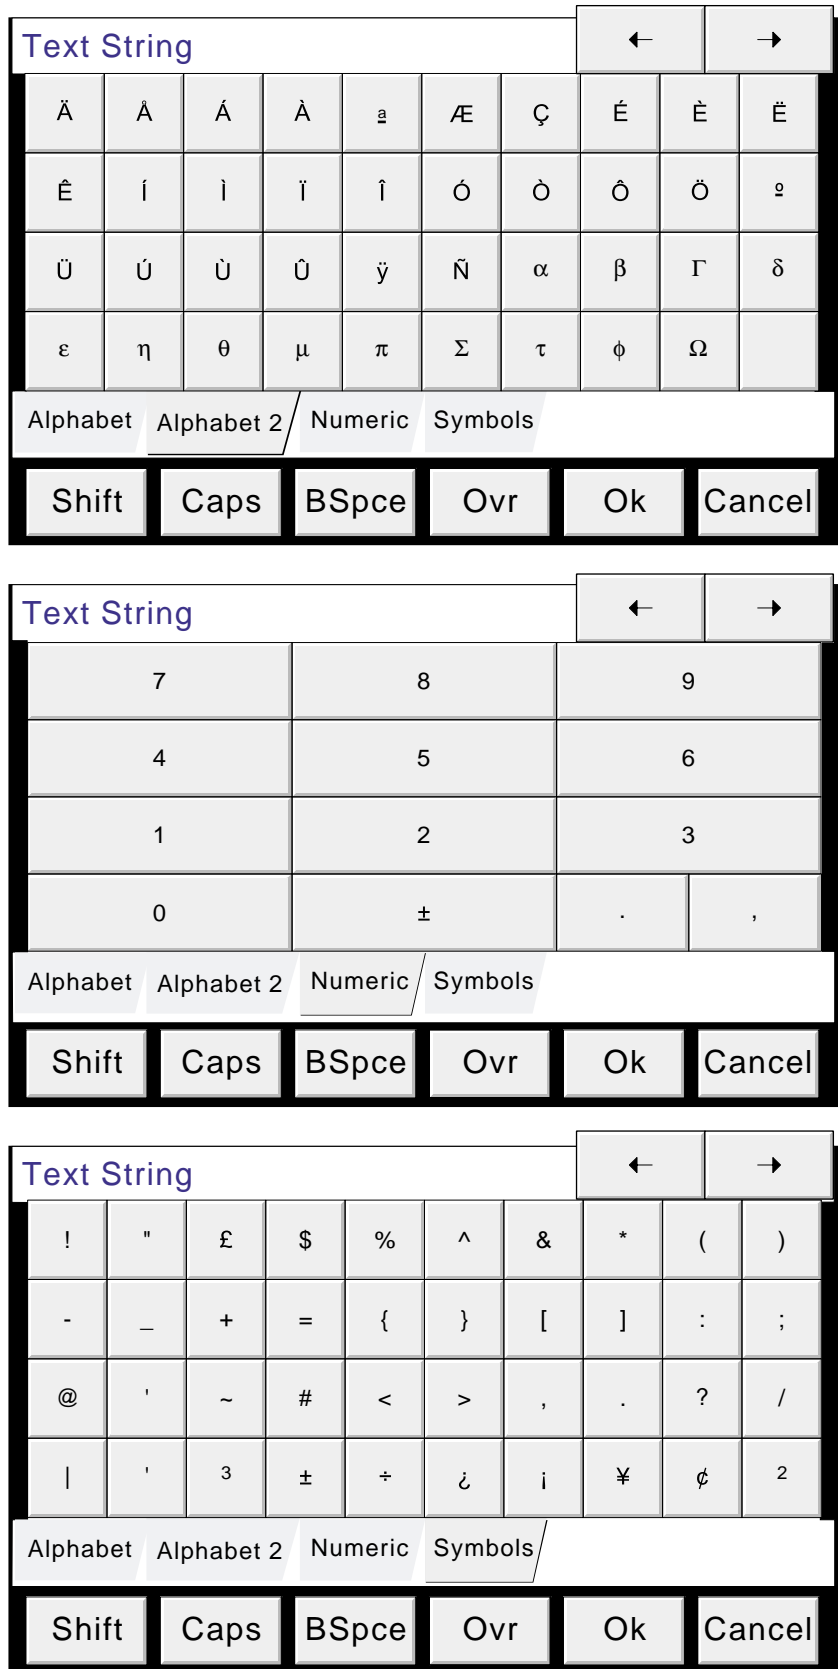 Text String ← →
Ä Å Á À ª Æ Ç É È Ë
Ê Í Ì Ï Î Ó Ò Ô Ö º
Ü Ú Ù Û ÿ Ñ α β Γ δ
ε η θ μ π Σ τ ϕ Ω
Alphabet Alphabet 2 Numeric Symbols
Shift Caps BSpce Ovr Ok Cancel
Text String ← →
7 8 9
4 5 6
1 2 3
0 ± . ,
Alphabet Alphabet 2 Numeric Symbols
Shift Caps BSpce Ovr Ok Cancel
Text String ← →
! " £ $ % ^ & * ( )
- _ + = { } [ ] : ;
@ ' ~ # < > , . ? /
| ' ³ ± ÷ ¿ ¡ ¥ ¢ ²
Alphabet Alphabet 2 Numeric Symbols
Shift Caps BSpce Ovr Ok Cancel